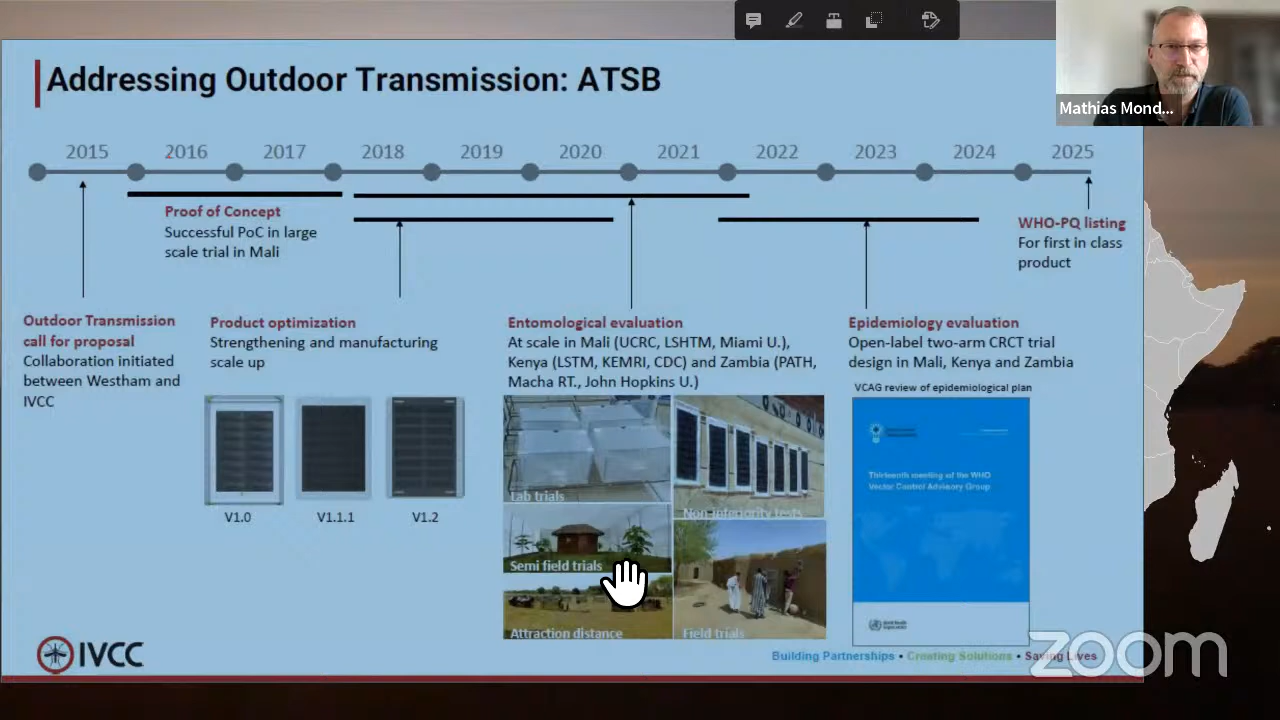 Addressing Outdoor Transmission: ATSB
Mathias Mond...
2015 2016 2017 2018 2019 2020 2021 2022 2023 2024 2025
Proof of Concept
Successful PoC in large
scale trial in Mali
WHO-PQ listing
For first in class
product
Outdoor Transmission
call for proposal
Collaboration initiated
between Westham and
IVCC
Product optimization
Strengthening and manufacturing
scale up
V1.0
V1.1.1
V1.2
Entomological evaluation
At scale in Mali (UCRC, LSHTM, Miami U.),
Kenya (LSTM, KEMRI, CDC) and Zambia (PATH,
Macha RT., John Hopkins U.)
Lab trials
Non-inferiority tests
Semi field trials
Attraction distance
Field trials
Epidemiology evaluation
Open-label two-arm CRCT trial
design in Mali, Kenya and Zambia
VCAG review of epidemiological plan
Thirteenth meeting of the WHO
Vector Control Advisory Group
IVCC
Building Partnerships • Creating Solutions • Saving Lives
zoom